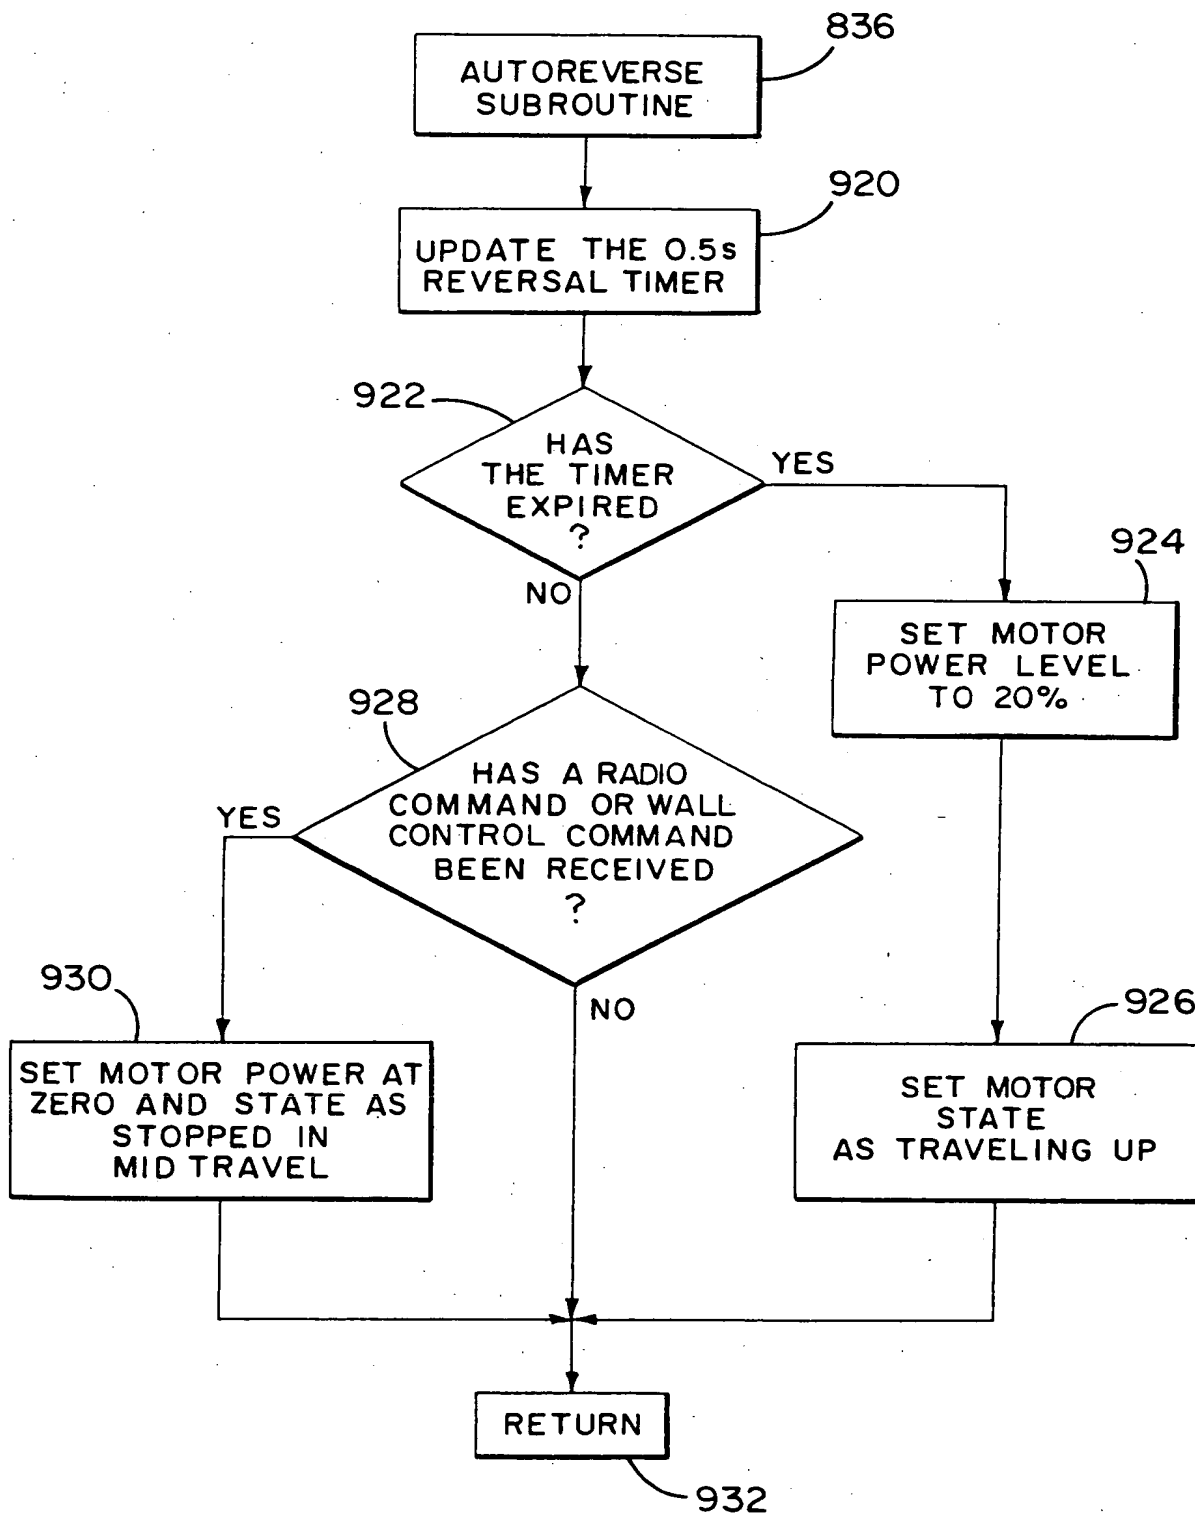 836
AUTOREVERSE
SUBROUTINE
920
UPDATE THE 0.5s
REVERSAL TIMER
922
HAS
THE TIMER
EXPIRED
?
YES
NO
924
SET MOTOR
POWER LEVEL
TO 20%
928
HAS A RADIO
COMMAND OR WALL
CONTROL COMMAND
BEEN RECEIVED
?
YES
NO
930
SET MOTOR POWER AT
ZERO AND STATE AS
STOPPED IN
MID TRAVEL
926
SET MOTOR
STATE
AS TRAVELING UP
RETURN
932